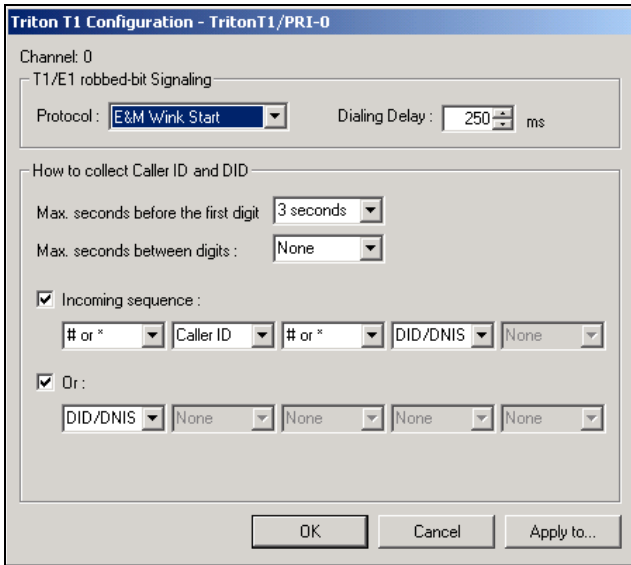 Triton T1 Configuration - TritonT1/PRI-0
Channel: 0
T1/E1 robbed-bit Signaling
Protocol : E&M Wink Start Dialing Delay : 250 ms
How to collect Caller ID and DID
Max. seconds before the first digit 3 seconds
Max. seconds between digits : None
Incoming sequence :
# or * Caller ID # or * DID/DNIS None
Or :
DID/DNIS None None None None
OK Cancel Apply to...